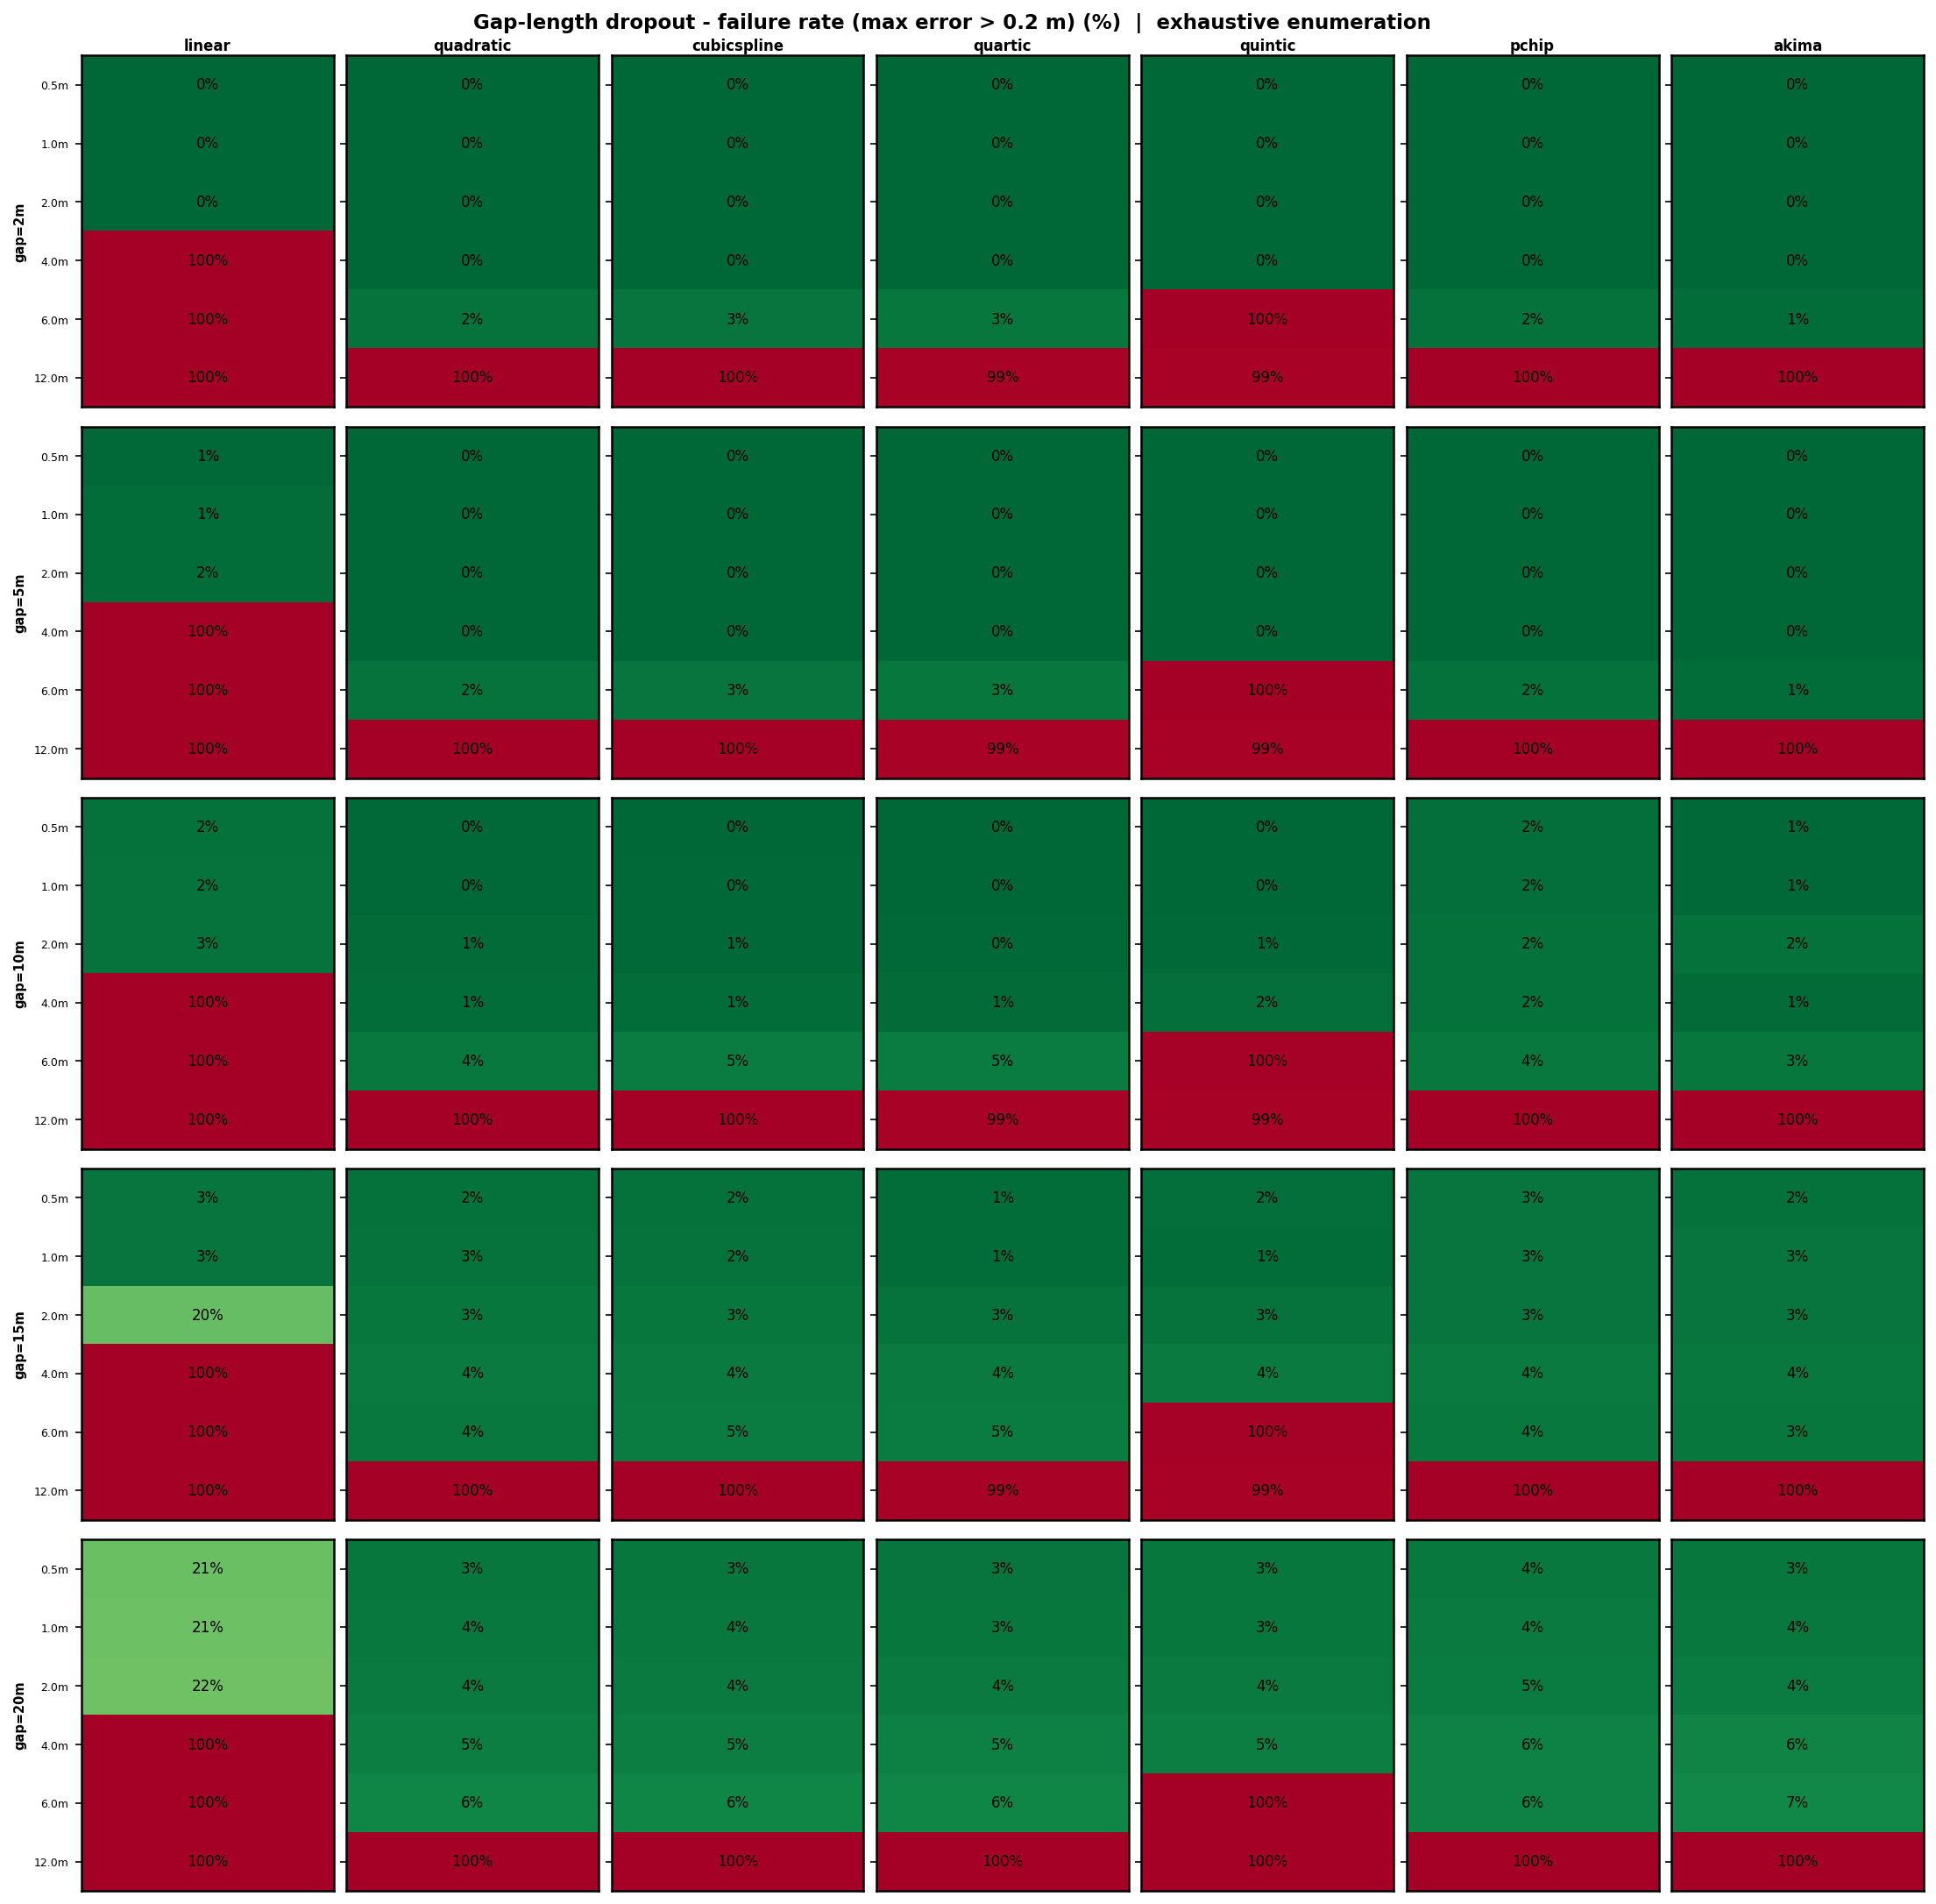 Gap-length dropout - failure rate (max error > 0.2 m) (%)  |  exhaustive enumeration
linear quadratic cubicspline quartic quintic pchip akima
gap=2m
0.5m 0% 0% 0% 0% 0% 0% 0%
1.0m 0% 0% 0% 0% 0% 0% 0%
2.0m 0% 0% 0% 0% 0% 0% 0%
4.0m 100% 0% 0% 0% 0% 0% 0%
6.0m 100% 2% 3% 3% 100% 2% 1%
12.0m 100% 100% 100% 99% 99% 100% 100%
gap=5m
0.5m 1% 0% 0% 0% 0% 0% 0%
1.0m 1% 0% 0% 0% 0% 0% 0%
2.0m 2% 0% 0% 0% 0% 0% 0%
4.0m 100% 0% 0% 0% 0% 0% 0%
6.0m 100% 2% 3% 3% 100% 2% 1%
12.0m 100% 100% 100% 99% 99% 100% 100%
gap=10m
0.5m 2% 0% 0% 0% 0% 2% 1%
1.0m 2% 0% 0% 0% 0% 2% 1%
2.0m 3% 1% 1% 0% 1% 2% 2%
4.0m 100% 1% 1% 1% 2% 2% 1%
6.0m 100% 4% 5% 5% 100% 4% 3%
12.0m 100% 100% 100% 99% 99% 100% 100%
gap=15m
0.5m 3% 2% 2% 1% 2% 3% 2%
1.0m 3% 3% 2% 1% 1% 3% 3%
2.0m 20% 3% 3% 3% 3% 3% 3%
4.0m 100% 4% 4% 4% 4% 4% 4%
6.0m 100% 4% 5% 5% 100% 4% 3%
12.0m 100% 100% 100% 99% 99% 100% 100%
gap=20m
0.5m 21% 3% 3% 3% 3% 4% 3%
1.0m 21% 4% 4% 3% 3% 4% 4%
2.0m 22% 4% 4% 4% 4% 5% 4%
4.0m 100% 5% 5% 5% 5% 6% 6%
6.0m 100% 6% 6% 6% 100% 6% 7%
12.0m 100% 100% 100% 100% 100% 100% 100%